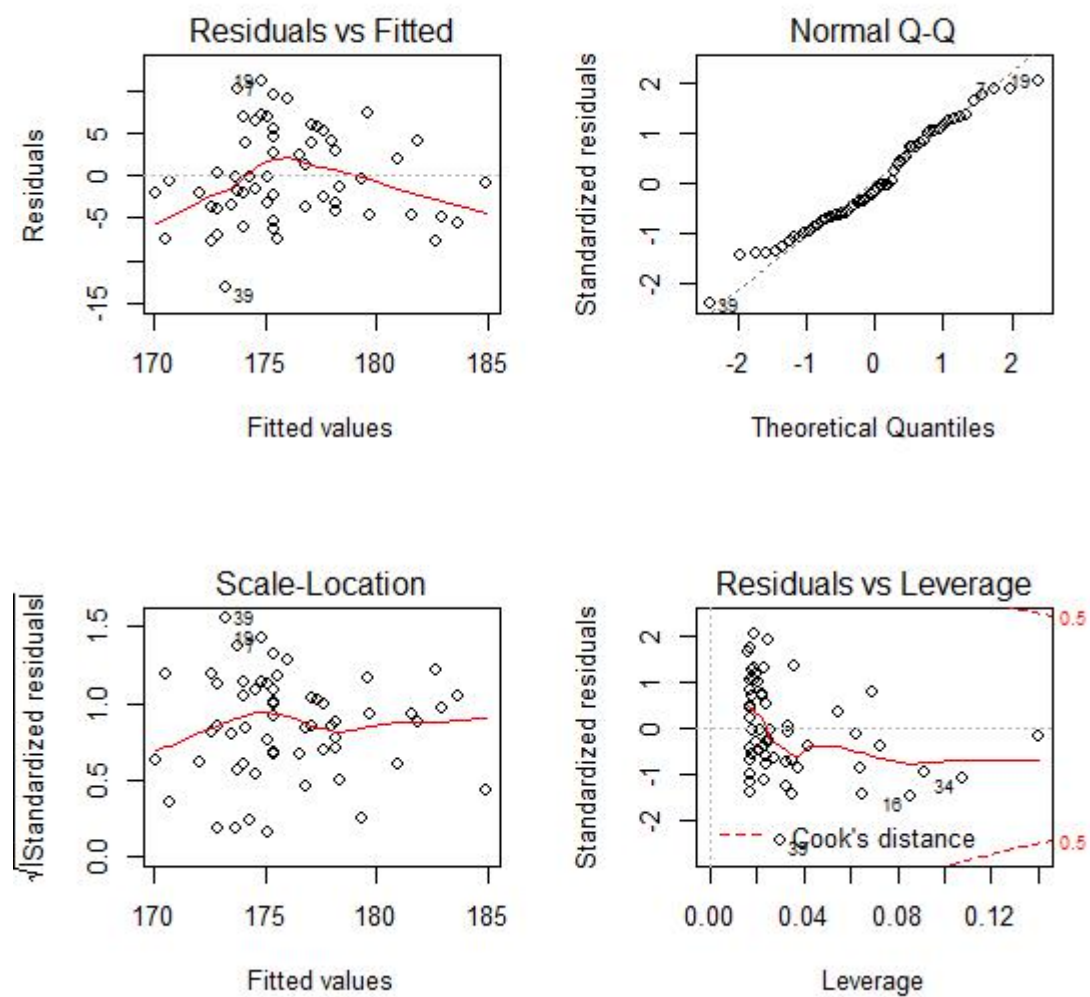 Residuals vs Fitted
Residuals
5
0
-5
-15
19
7
39
170 175 180 185
Fitted values
Normal Q-Q
Standardized residuals
2
1
0
-1
-2
7 19
39
-2 -1 0 1 2
Theoretical Quantiles
Scale-Location
√|Standardized residuals|
1.5
1.0
0.5
0.0
39
19
7
170 175 180 185
Fitted values
Residuals vs Leverage
Standardized residuals
2
1
0
-1
-2
0.5
0.5
16
34
39
Cook's distance
0.00 0.04 0.08 0.12
Leverage